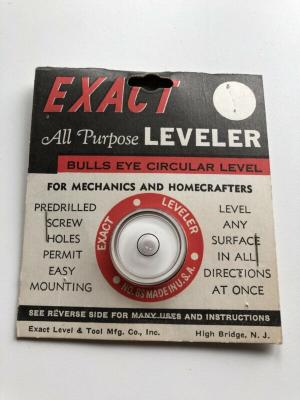 EXACT
All Purpose LEVELER
BULLS EYE CIRCULAR LEVEL
FOR MECHANICS AND HOMECRAFTERS
PREDRILLED
SCREW
HOLES
PERMIT
EASY
MOUNTING
EXACT
LEVELER
NO. 85 MADE IN U.S.A.
LEVEL
ANY
SURFACE
IN ALL
DIRECTIONS
AT ONCE
SEE REVERSE SIDE FOR MANY USES AND INSTRUCTIONS
Exact Level & Tool Mfg. Co., Inc. High Bridge, N. J.